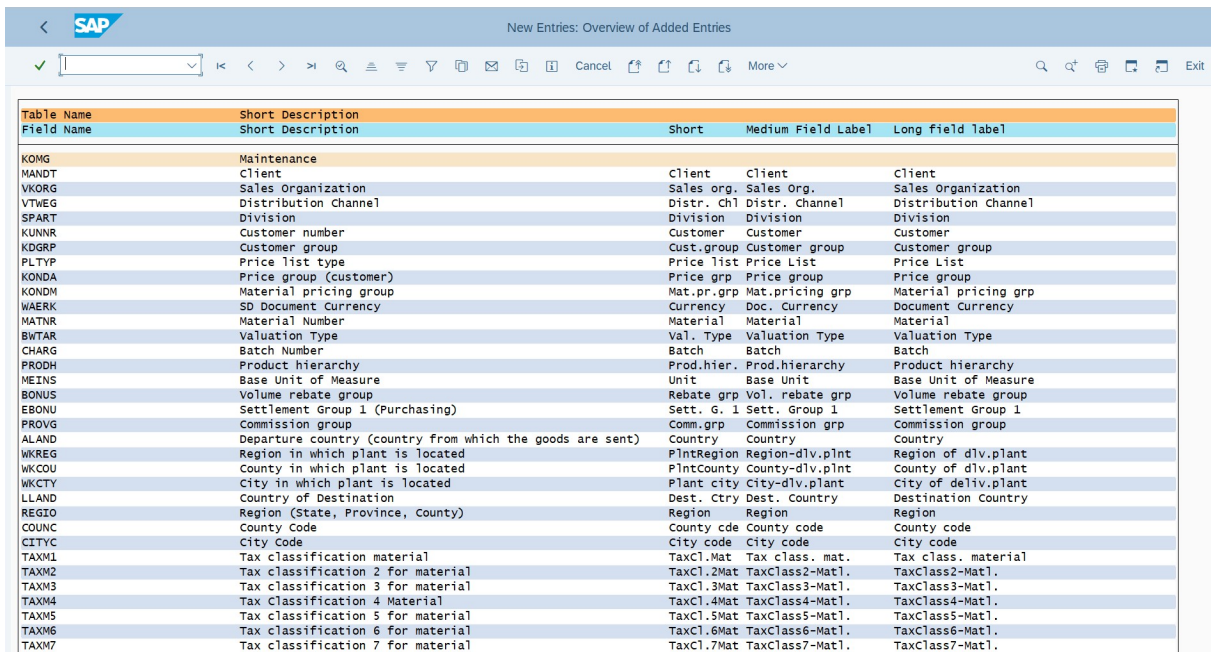 SAP New Entries: Overview of Added Entries
Cancel More Exit
Table Name Short Description
Field Name Short Description Short Medium Field Label Long field label
KOMG Maintenance
MANDT Client Client Client Client
VKORG Sales Organization Sales org. Sales Org. Sales Organization
VTWEG Distribution Channel Distr. Chl Distr. Channel Distribution Channel
SPART Division Division Division Division
KUNNR Customer number Customer Customer Customer
KDGRP Customer group Cust.group Customer group Customer group
PLTYP Price list type Price list Price List Price List
KONDA Price group (customer) Price grp Price group Price group
KONDM Material pricing group Mat.pr.grp Mat.pricing grp Material pricing grp
WAERK SD Document Currency Currency Doc. Currency Document Currency
MATNR Material Number Material Material Material
BWTAR Valuation Type Val. Type Valuation Type Valuation Type
CHARG Batch Number Batch Batch Batch
PRODH Product hierarchy Prod.hier. Prod.hierarchy Product hierarchy
MEINS Base Unit of Measure Unit Base Unit Base Unit of Measure
BONUS Volume rebate group Rebate grp Vol. rebate grp Volume rebate group
EBONU Settlement Group 1 (Purchasing) Sett. G. 1 Sett. Group 1 Settlement Group 1
PROVG Commission group Comm.grp Commission grp Commission group
ALAND Departure country (country from which the goods are sent) Country Country Country
WKREG Region in which plant is located PlntRegion Region-dlv.plnt Region of dlv.plant
WKCOU County in which plant is located PlntCounty County-dlv.plnt County of dlv.plant
WKCTY City in which plant is located Plant city City-dlv.plant City of deliv.plant
LLAND Country of Destination Dest. Ctry Dest. Country Destination Country
REGIO Region (State, Province, County) Region Region Region
COUNC County Code County cde County code County code
CITYC City Code City code City code City code
TAXM1 Tax classification material TaxCl.Mat Tax class. mat. Tax class. material
TAXM2 Tax classification 2 for material TaxCl.2Mat TaxClass2-Matl. TaxClass2-Matl.
TAXM3 Tax classification 3 for material TaxCl.3Mat TaxClass3-Matl. TaxClass3-Matl.
TAXM4 Tax Classification 4 Material TaxCl.4Mat TaxClass4-Matl. TaxClass4-Matl.
TAXM5 Tax classification 5 for material TaxCl.5Mat TaxClass5-Matl. TaxClass5-Matl.
TAXM6 Tax classification 6 for material TaxCl.6Mat TaxClass6-Matl. TaxClass6-Matl.
TAXM7 Tax classification 7 for material TaxCl.7Mat TaxClass7-Matl. TaxClass7-Matl.